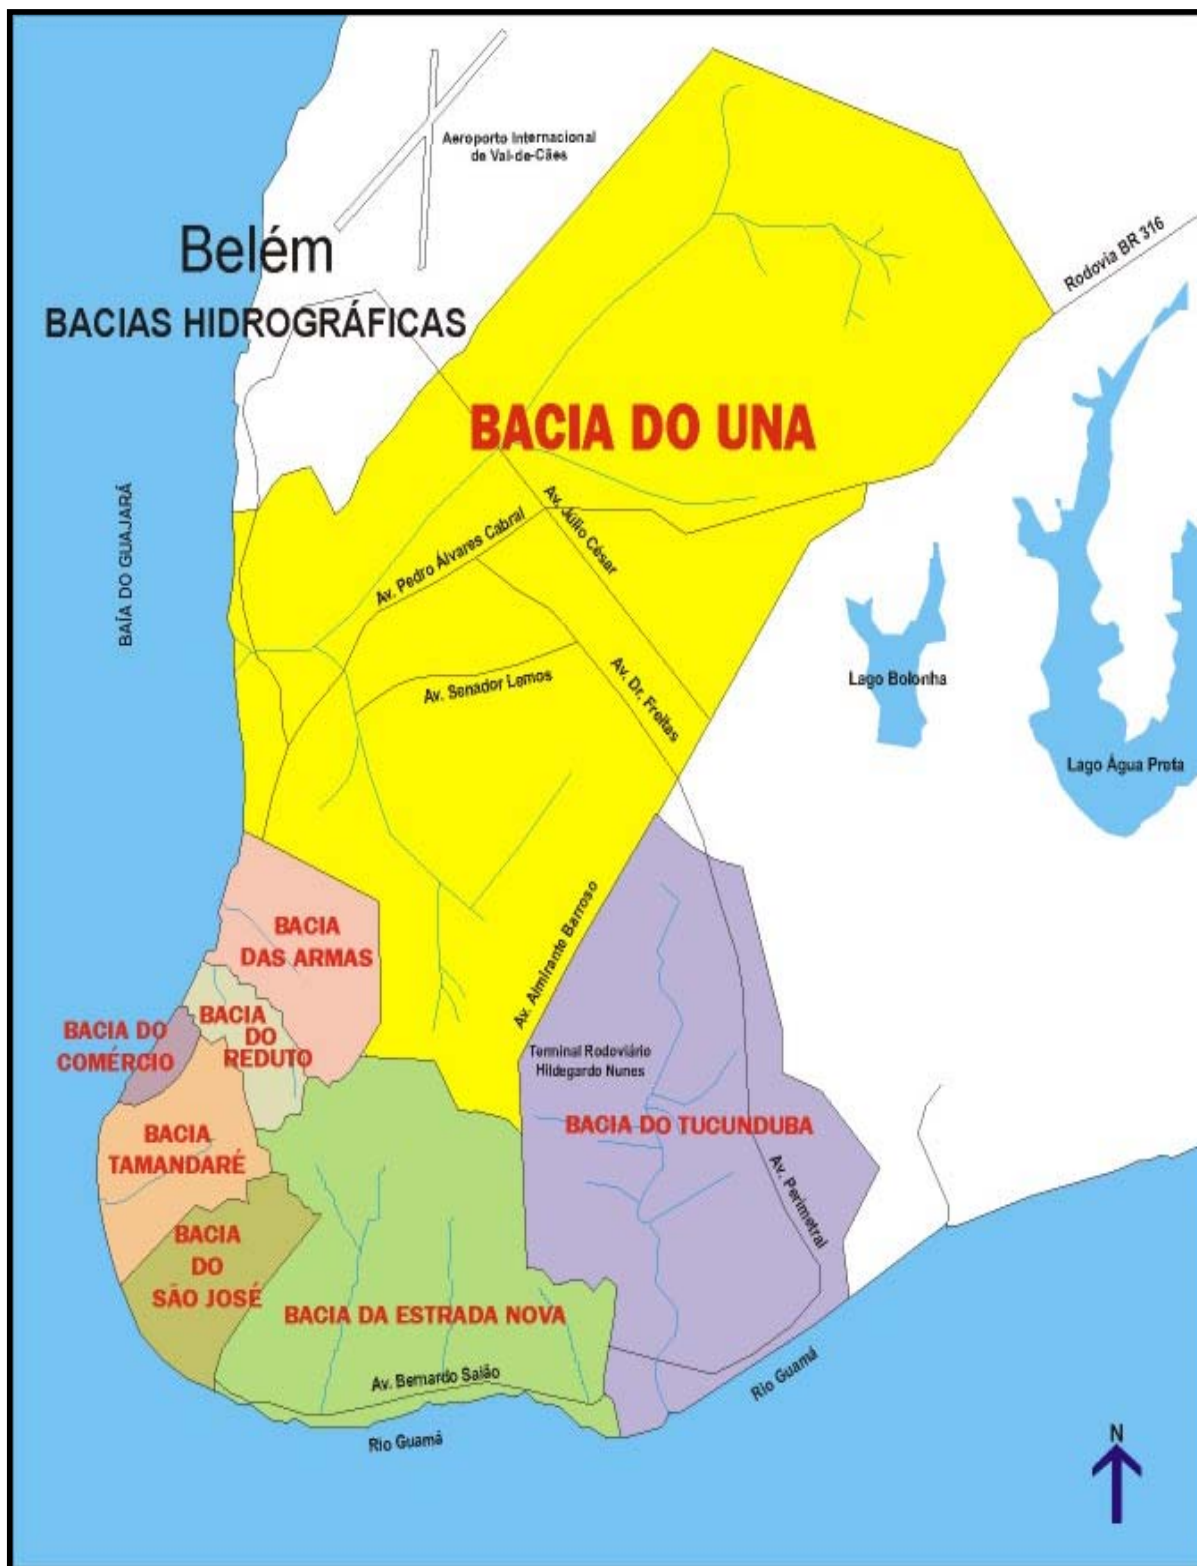 Aeroporto Internacional
de Val-de-Cães
Belém
BACIAS HIDROGRÁFICAS
Rodovia BR 316
BACIA DO UNA
BAÍA DO GUAJARÁ
Av. Júlio César
Av. Pedro Álvares Cabral
Av. Senador Lemos
Av. Dr. Freitas
Lago Bolonha
Lago Água Preta
Av. Almirante Barroso
BACIA
DAS ARMAS
BACIA
DO
REDUTO
BACIA DO
COMÉRCIO
Terminal Rodoviário
Hildegardo Nunes
BACIA DO TUCUNDUBA
BACIA
TAMANDARÉ
Av. Perimetral
BACIA
DO
SÃO JOSÉ
BACIA DA ESTRADA NOVA
Av. Bernardo Saião
Rio Guamá
Rio Guamá
N